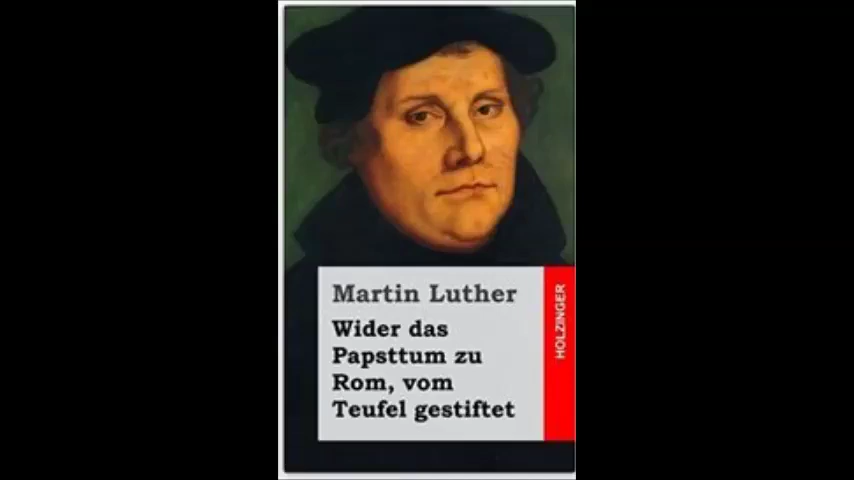 Martin Luther
Wider das
Papsttum zu
Rom, vom
Teufel gestiftet
HOLZINGER